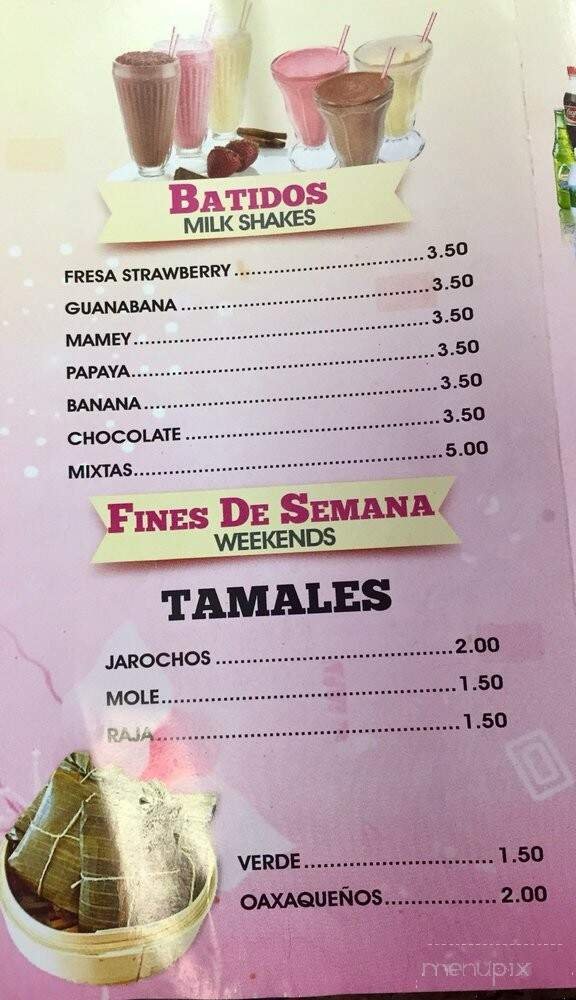 BATIDOS
MILK SHAKES
FRESA STRAWBERRY........................3.50
GUANABANA................................3.50
MAMEY.......................................3.50
PAPAYA.......................................3.50
BANANA......................................3.50
CHOCOLATE................................3.50
MIXTAS.......................................5.00
FINES DE SEMANA
WEEKENDS
TAMALES
JAROCHOS................................2.00
MOLE.......................................1.50
RAJA........................................1.50
VERDE..........................1.50
OAXAQUEÑOS...............2.00
menupix